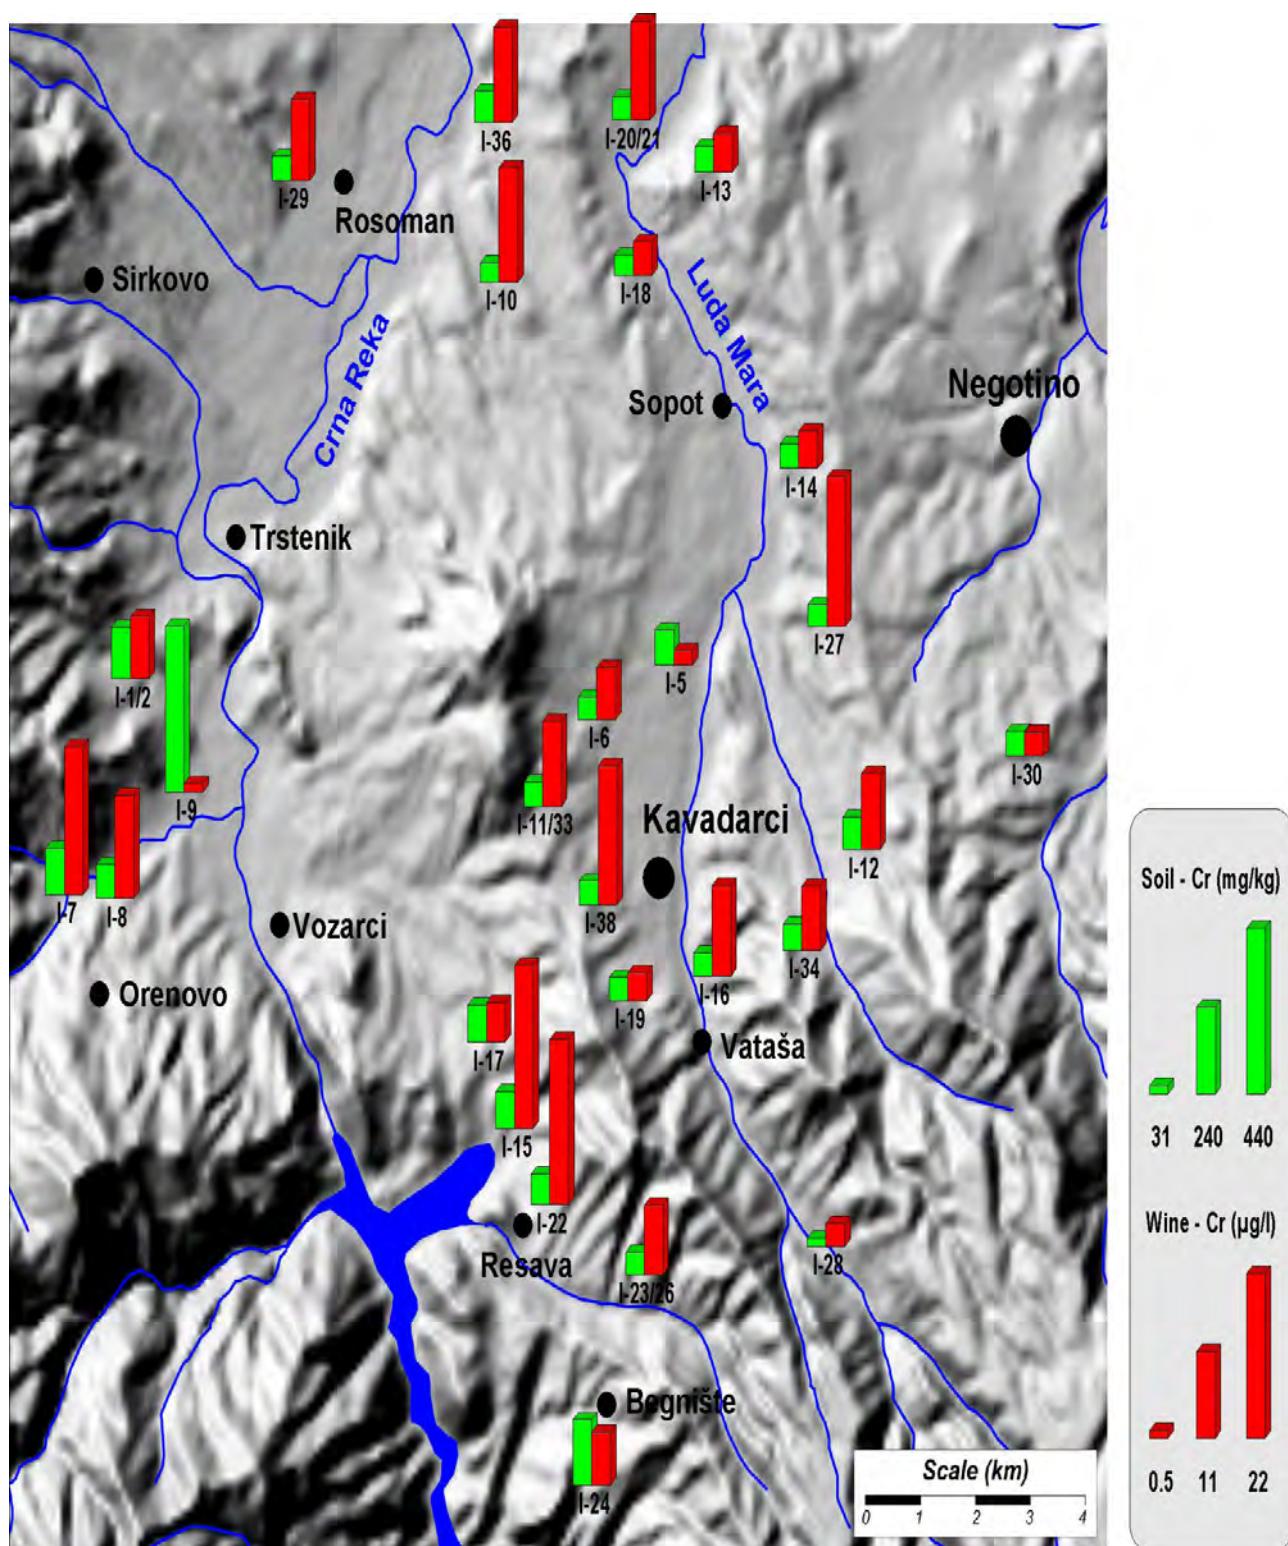 I-36
I-20/21
I-13
I-29
Rosoman
Sirkovo
I-10
I-18
Luda Mara
Crna Reka
Negotino
Sopot
I-14
Trstenik
I-27
I-5
I-1/2
I-6
I-30
I-9
I-11/33
Kavadarci
I-12
I-7
I-8
I-38
Vozarci
I-34
I-16
Orenovo
I-19
I-17
Vataša
I-15
I-22
Resava
I-28
I-23/26
Begnište
I-24
Scale (km)
0 1 2 3 4
Soil - Cr (mg/kg)
31 240 440
Wine - Cr (µg/l)
0.5 11 22